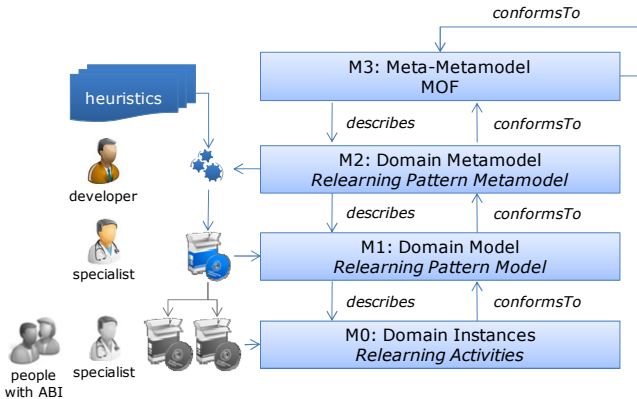 conformsTo
M3: Meta-Metamodel
MOF
heuristics
describes
conformsTo
developer
M2: Domain Metamodel
Relearning Pattern Metamodel
describes
conformsTo
specialist
M1: Domain Model
Relearning Pattern Model
describes
conformsTo
people
with ABI
specialist
M0: Domain Instances
Relearning Activities